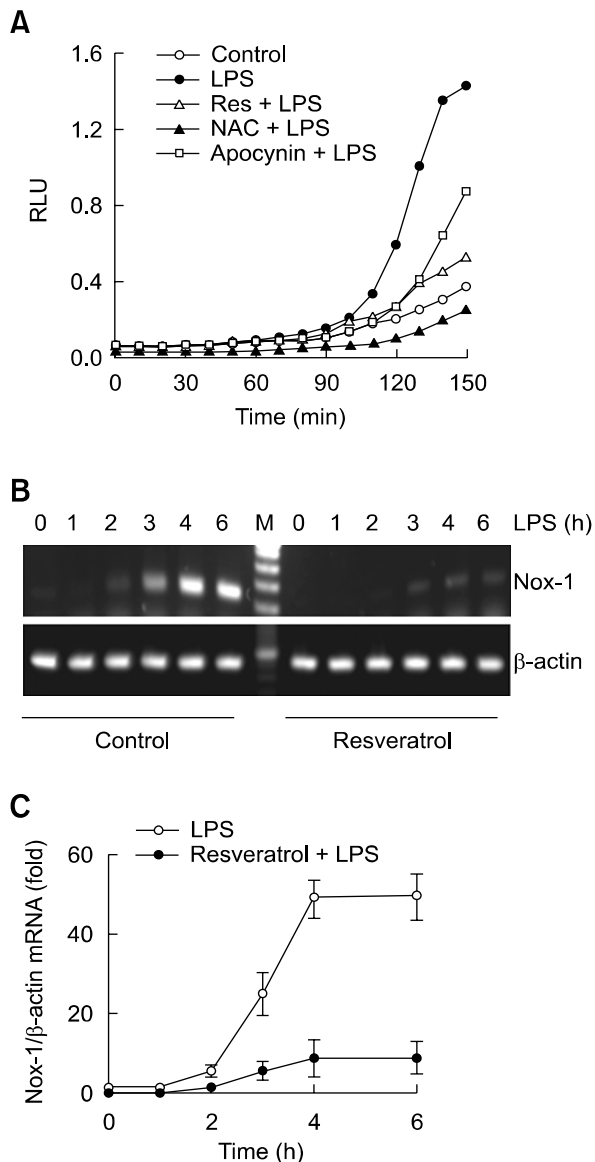 A
Control
LPS
Res + LPS
NAC + LPS
Apocynin + LPS
RLU
1.6
1.2
0.8
0.4
0.0
0 30 60 90 120 150
Time (min)
B
0 1 2 3 4 6 M 0 1 2 3 4 6 LPS (h)
Nox-1
β-actin
Control Resveratrol
C
LPS
Resveratrol + LPS
Nox-1/β-actin mRNA (fold)
60
40
20
0
0 2 4 6
Time (h)